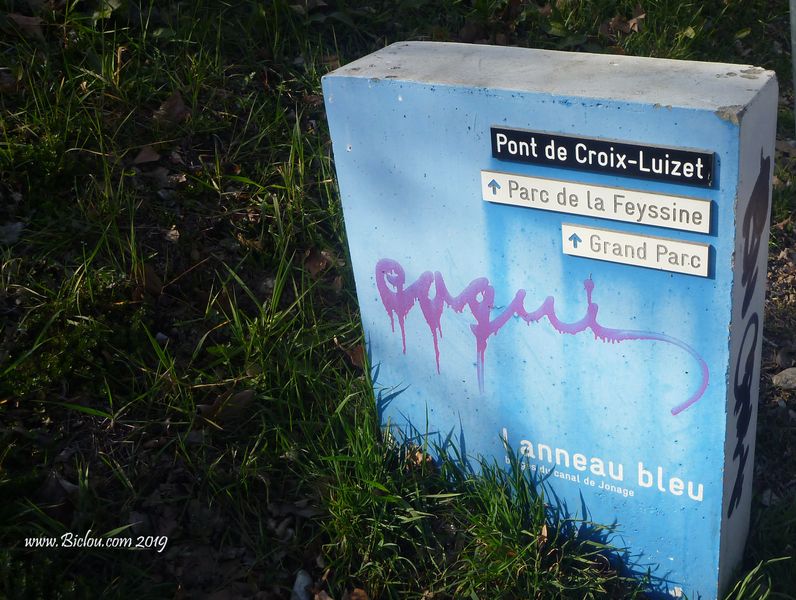 Pont de Croix-Luizet
Parc de la Feyssine
Grand Parc
anneau bleu
du canal de Jonage
www.Biclou.com 2019